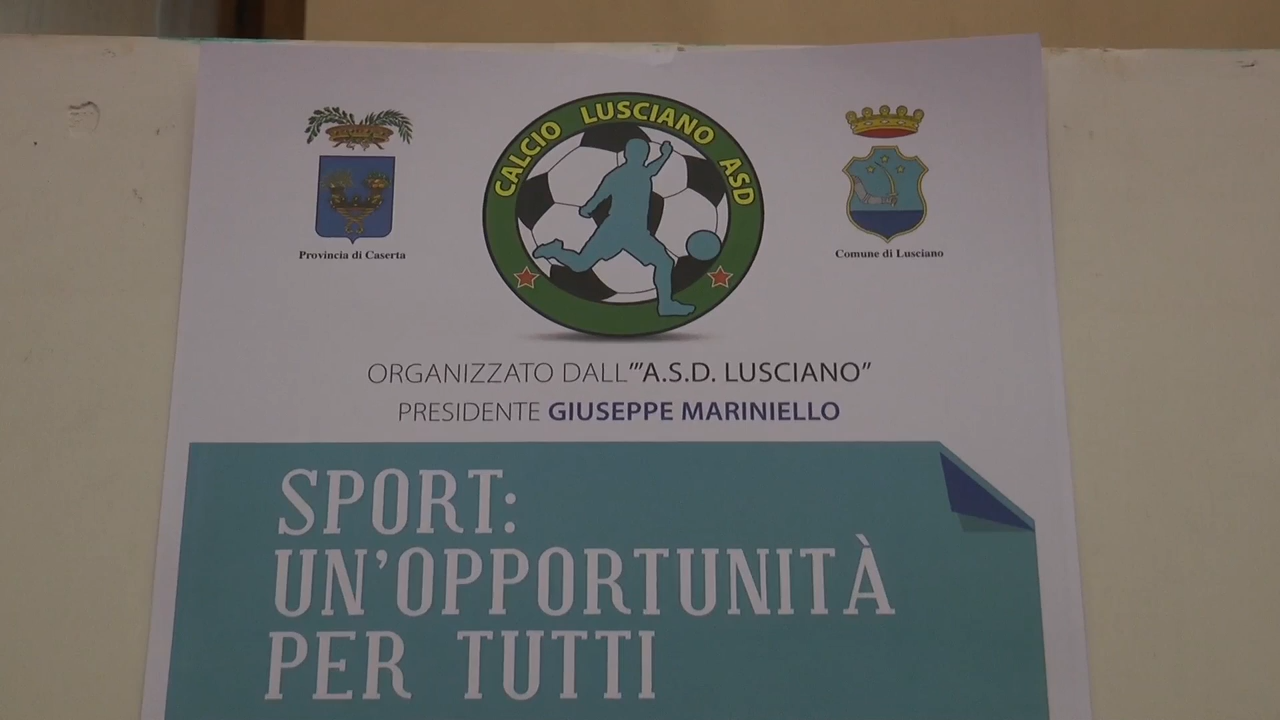 CALCIO LUSCIANO ASD
Provincia di Caserta
Comune di Lusciano
ORGANIZZATO DALL'"A.S.D. LUSCIANO"
PRESIDENTE GIUSEPPE MARINIELLO
SPORT:
UN'OPPORTUNITÀ
PER TUTTI